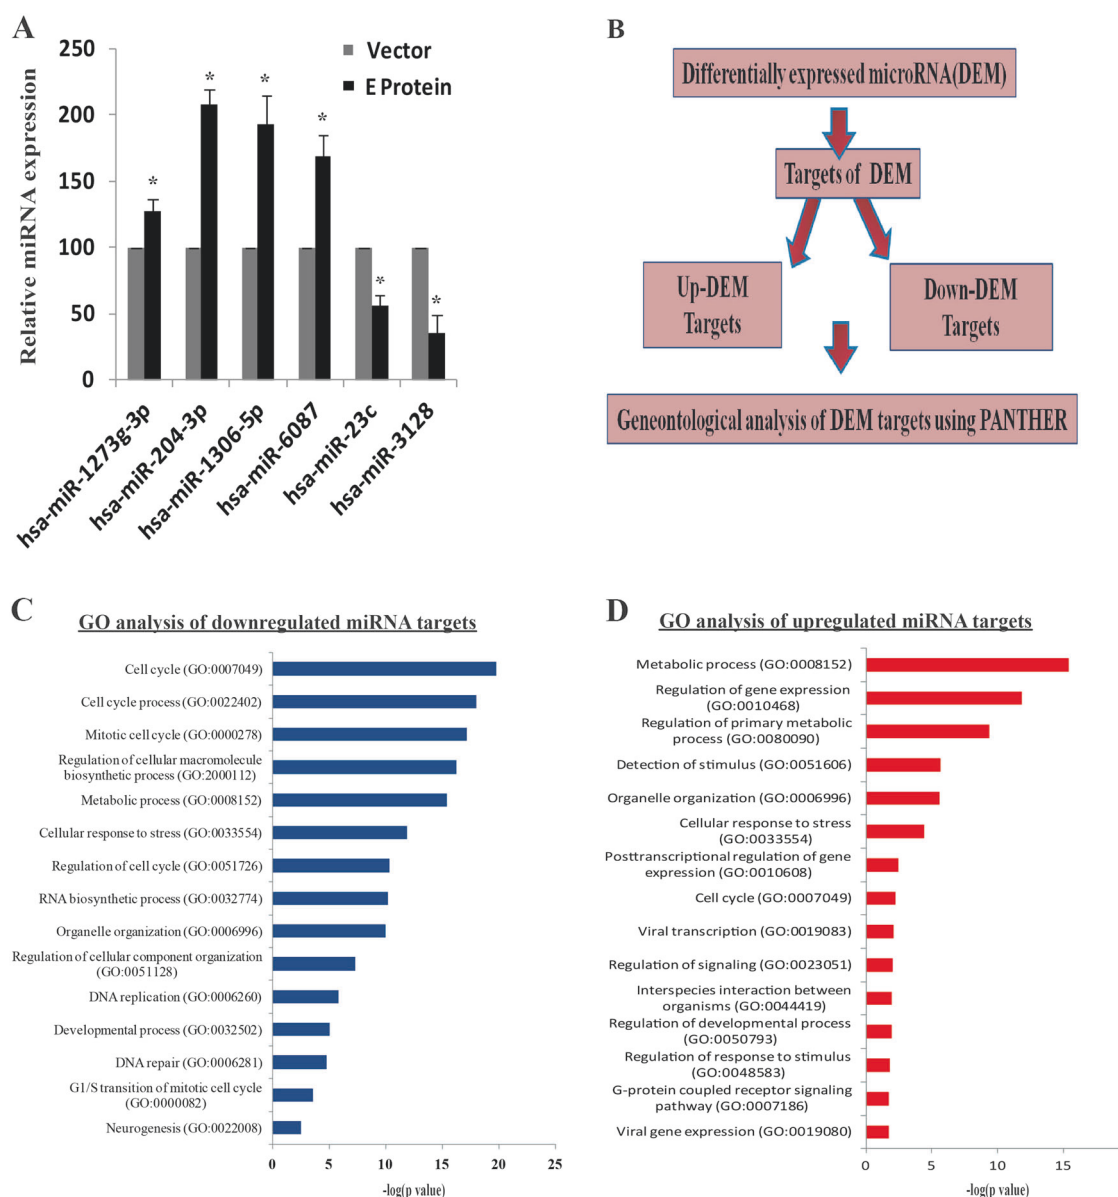 A
250
200
150
100
50
0
Relative miRNA expression
Vector
E Protein
*
*
*
*
*
*
hsa-miR-1273g-3p
hsa-miR-204-3p
hsa-miR-1306-5p
hsa-miR-6087
hsa-miR-23c
hsa-miR-3128
B
Differentially expressed microRNA(DEM)
Targets of DEM
Up-DEM
Targets
Down-DEM
Targets
Geneontological analysis of DEM targets using PANTHER
C
GO analysis of downregulated miRNA targets
Cell cycle (GO:0007049)
Cell cycle process (GO:0022402)
Mitotic cell cycle (GO:0000278)
Regulation of cellular macromolecule
biosynthetic process (GO:2000112)
Metabolic process (GO:0008152)
Cellular response to stress (GO:0033554)
Regulation of cell cycle (GO:0051726)
RNA biosynthetic process (GO:0032774)
Organelle organization (GO:0006996)
Regulation of cellular component organization
(GO:0051128)
DNA replication (GO:0006260)
Developmental process (GO:0032502)
DNA repair (GO:0006281)
G1/S transition of mitotic cell cycle
(GO:0000082)
Neurogenesis (GO:0022008)
0 5 10 15 20 25
-log(p value)
D
GO analysis of upregulated miRNA targets
Metabolic process (GO:0008152)
Regulation of gene expression
(GO:0010468)
Regulation of primary metabolic
process (GO:0080090)
Detection of stimulus (GO:0051606)
Organelle organization (GO:0006996)
Cellular response to stress
(GO:0033554)
Posttranscriptional regulation of gene
expression (GO:0010608)
Cell cycle (GO:0007049)
Viral transcription (GO:0019083)
Regulation of signaling (GO:0023051)
Interspecies interaction between
organisms (GO:0044419)
Regulation of developmental process
(GO:0050793)
Regulation of response to stimulus
(GO:0048583)
G-protein coupled receptor signaling
pathway (GO:0007186)
Viral gene expression (GO:0019080)
0 5 10 15
-log(p value)